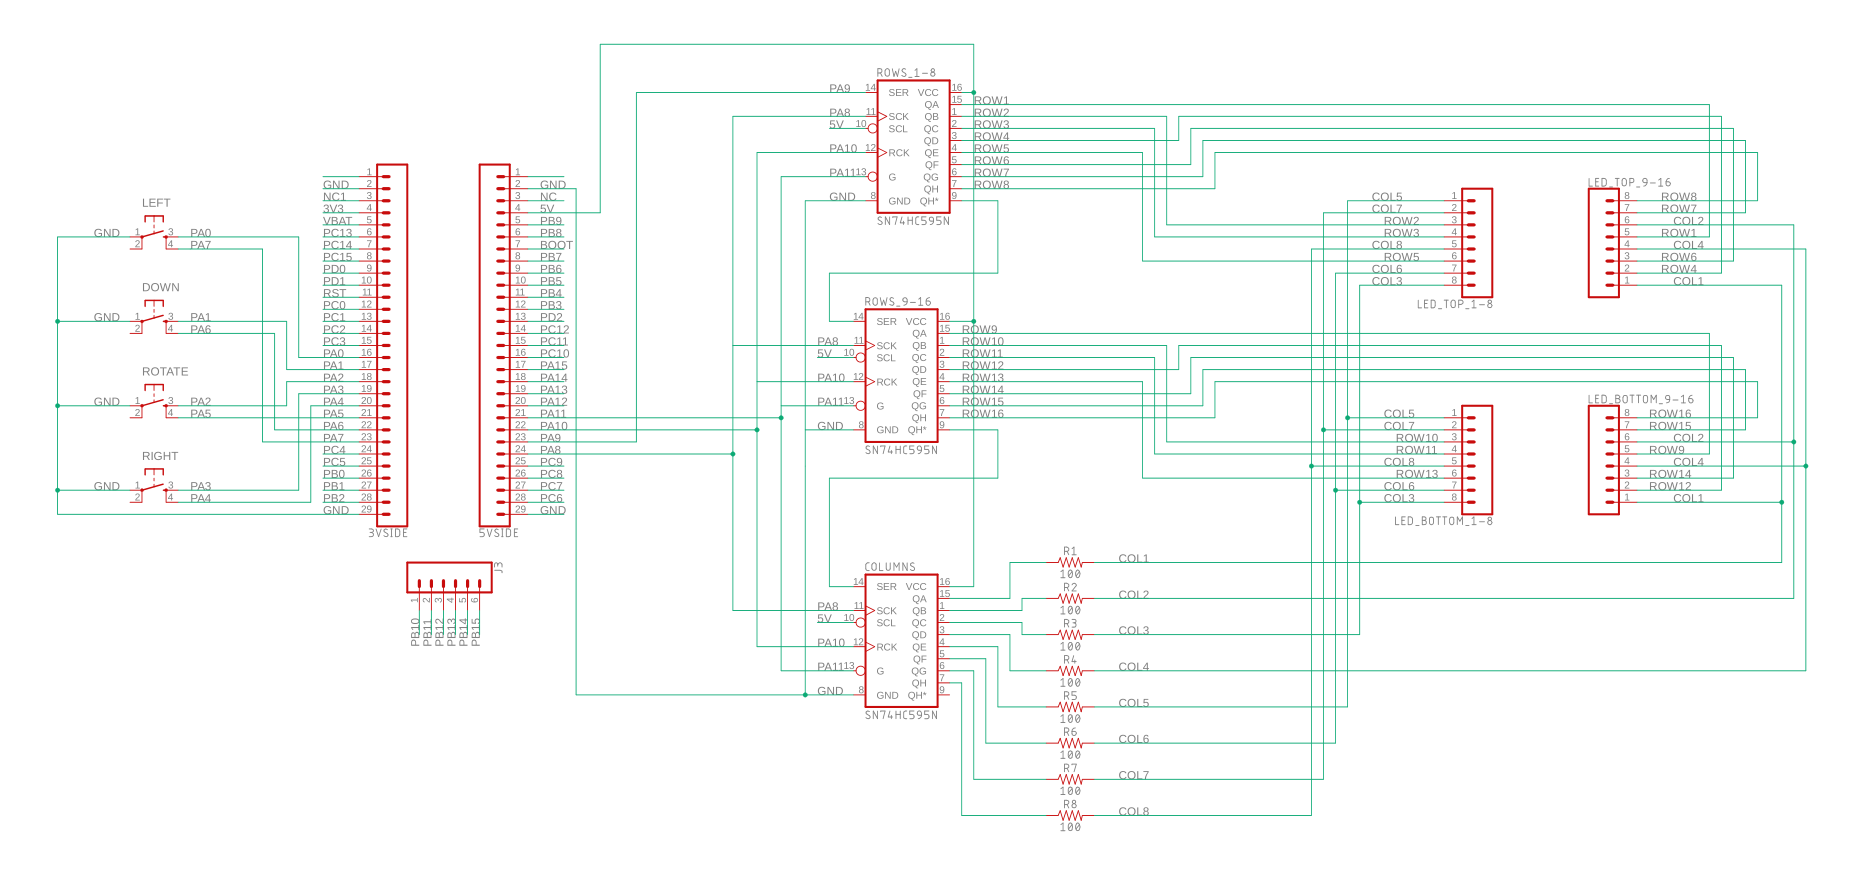 LEFT
GND 1 3 PA0
2 4 PA7
DOWN
GND 1 3 PA1
2 4 PA6
ROTATE
GND 1 3 PA2
2 4 PA5
RIGHT
GND 1 3 PA3
2 4 PA4
1
GND 2
NC1 3
3V3 4
VBAT 5
PC13 6
PC14 7
PC15 8
PD0 9
PD1 10
RST 11
PC0 12
PC1 13
PC2 14
PC3 15
PA0 16
PA1 17
PA2 18
PA3 19
PA4 20
PA5 21
PA6 22
PA7 23
PC4 24
PC5 25
PB0 26
PB1 27
PB2 28
GND 29
3VSIDE
1
2 GND
3 NC
4 5V
5 PB9
6 PB8
7 BOOT
8 PB7
9 PB6
10 PB5
11 PB4
12 PB3
13 PD2
14 PC12
15 PC11
16 PC10
17 PA15
18 PA14
19 PA13
20 PA12
21 PA11
22 PA10
23 PA9
24 PA8
25 PC9
26 PC8
27 PC7
28 PC6
29 GND
5VSIDE
J3
1 2 3 4 5 6
PB10 PB11 PB12 PB13 PB14 PB15
ROWS_1-8
PA9 14 SER VCC 16
QA 15 ROW1
PA8 11 SCK QB 1 ROW2
5V 10 SCL QC 2 ROW3
QD 3 ROW4
PA10 12 RCK QE 4 ROW5
QF 5 ROW6
PA11 13 G QG 6 ROW7
QH 7 ROW8
GND 8 GND QH* 9
SN74HC595N
ROWS_9-16
14 SER VCC 16
QA 15 ROW9
PA8 11 SCK QB 1 ROW10
5V 10 SCL QC 2 ROW11
QD 3 ROW12
PA10 12 RCK QE 4 ROW13
QF 5 ROW14
PA11 13 G QG 6 ROW15
QH 7 ROW16
GND 8 GND QH* 9
SN74HC595N
COLUMNS
14 SER VCC 16
QA 15
PA8 11 SCK QB 1
5V 10 SCL QC 2
QD 3
PA10 12 RCK QE 4
QF 5
PA11 13 G QG 6
QH 7
GND 8 GND QH* 9
SN74HC595N
R1 COL1
100
R2 COL2
100
R3 COL3
100
R4 COL4
100
R5 COL5
100
R6 COL6
100
R7 COL7
100
R8 COL8
100
COL5 1
COL7 2
ROW2 3
ROW3 4
COL8 5
ROW5 6
COL6 7
COL3 8
LED_TOP_1-8
LED_TOP_9-16
8 ROW8
7 ROW7
6 COL2
5 ROW1
4 COL4
3 ROW6
2 ROW4
1 COL1
COL5 1
COL7 2
ROW10 3
ROW11 4
COL8 5
ROW13 6
COL6 7
COL3 8
LED_BOTTOM_1-8
LED_BOTTOM_9-16
8 ROW16
7 ROW15
6 COL2
5 ROW9
4 COL4
3 ROW14
2 ROW12
1 COL1